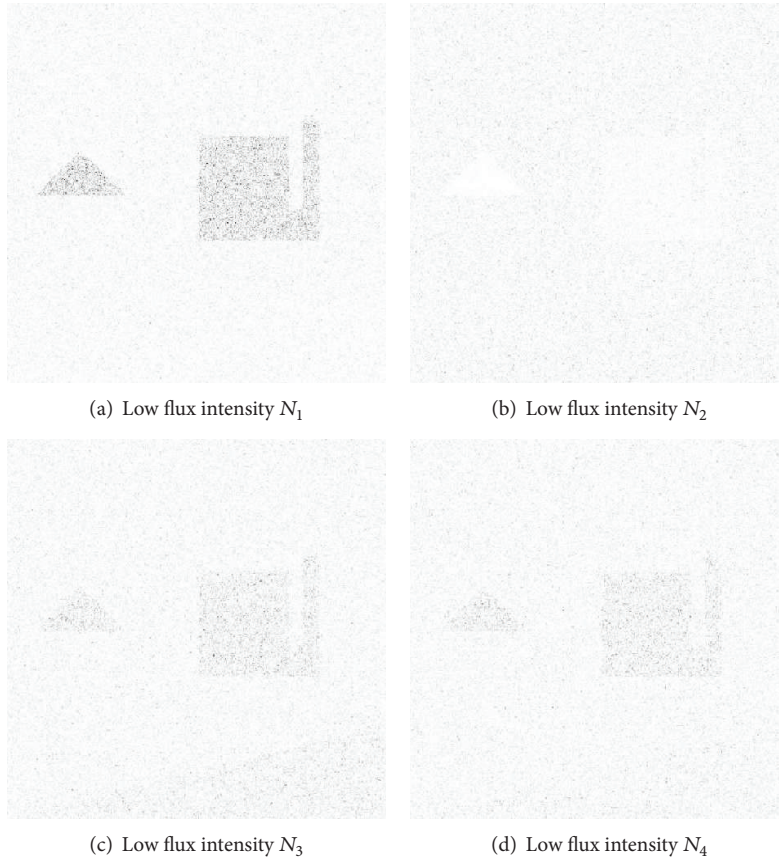 (a) Low flux intensity N₁
(b) Low flux intensity N₂
(c) Low flux intensity N₃
(d) Low flux intensity N₄